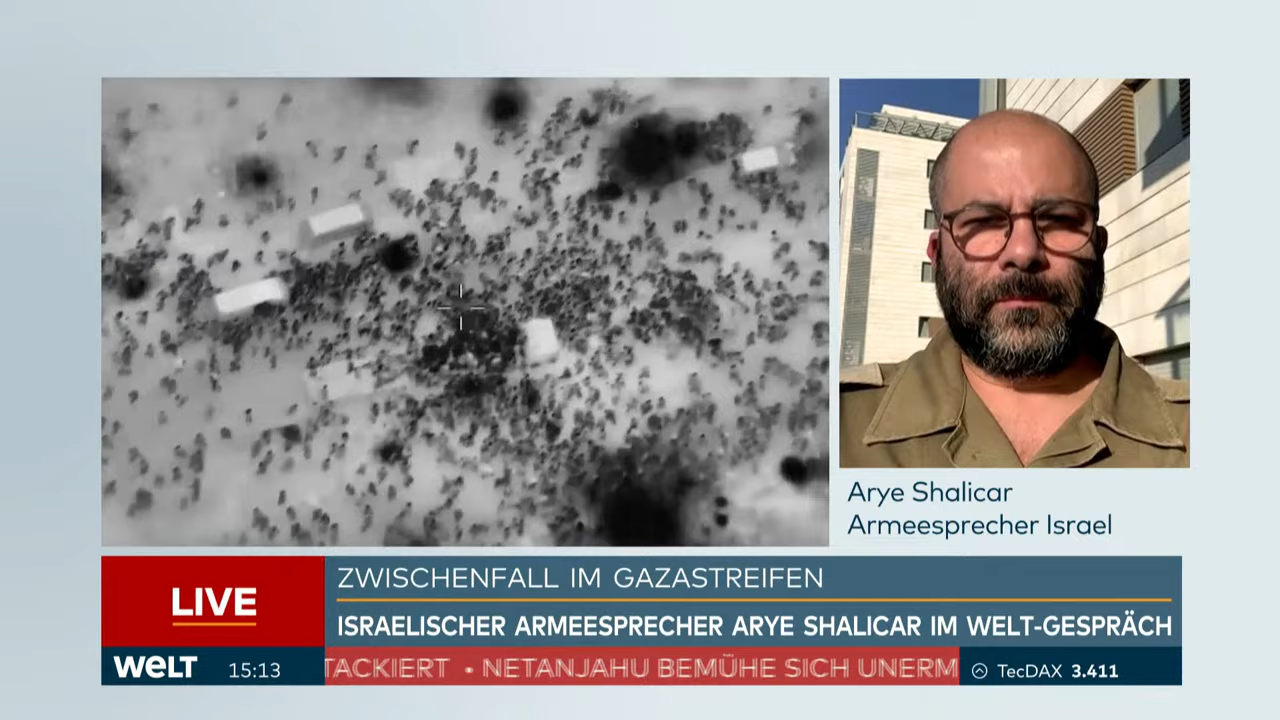 Arye Shalicar
Armeesprecher Israel
LIVE
ZWISCHENFALL IM GAZASTREIFEN
ISRAELISCHER ARMEESPRECHER ARYE SHALICAR IM WELT-GESPRÄCH
WELT 15:13 TACKIERT • NETANJAHU BEMÜHE SICH UNERM TecDAX 3.411